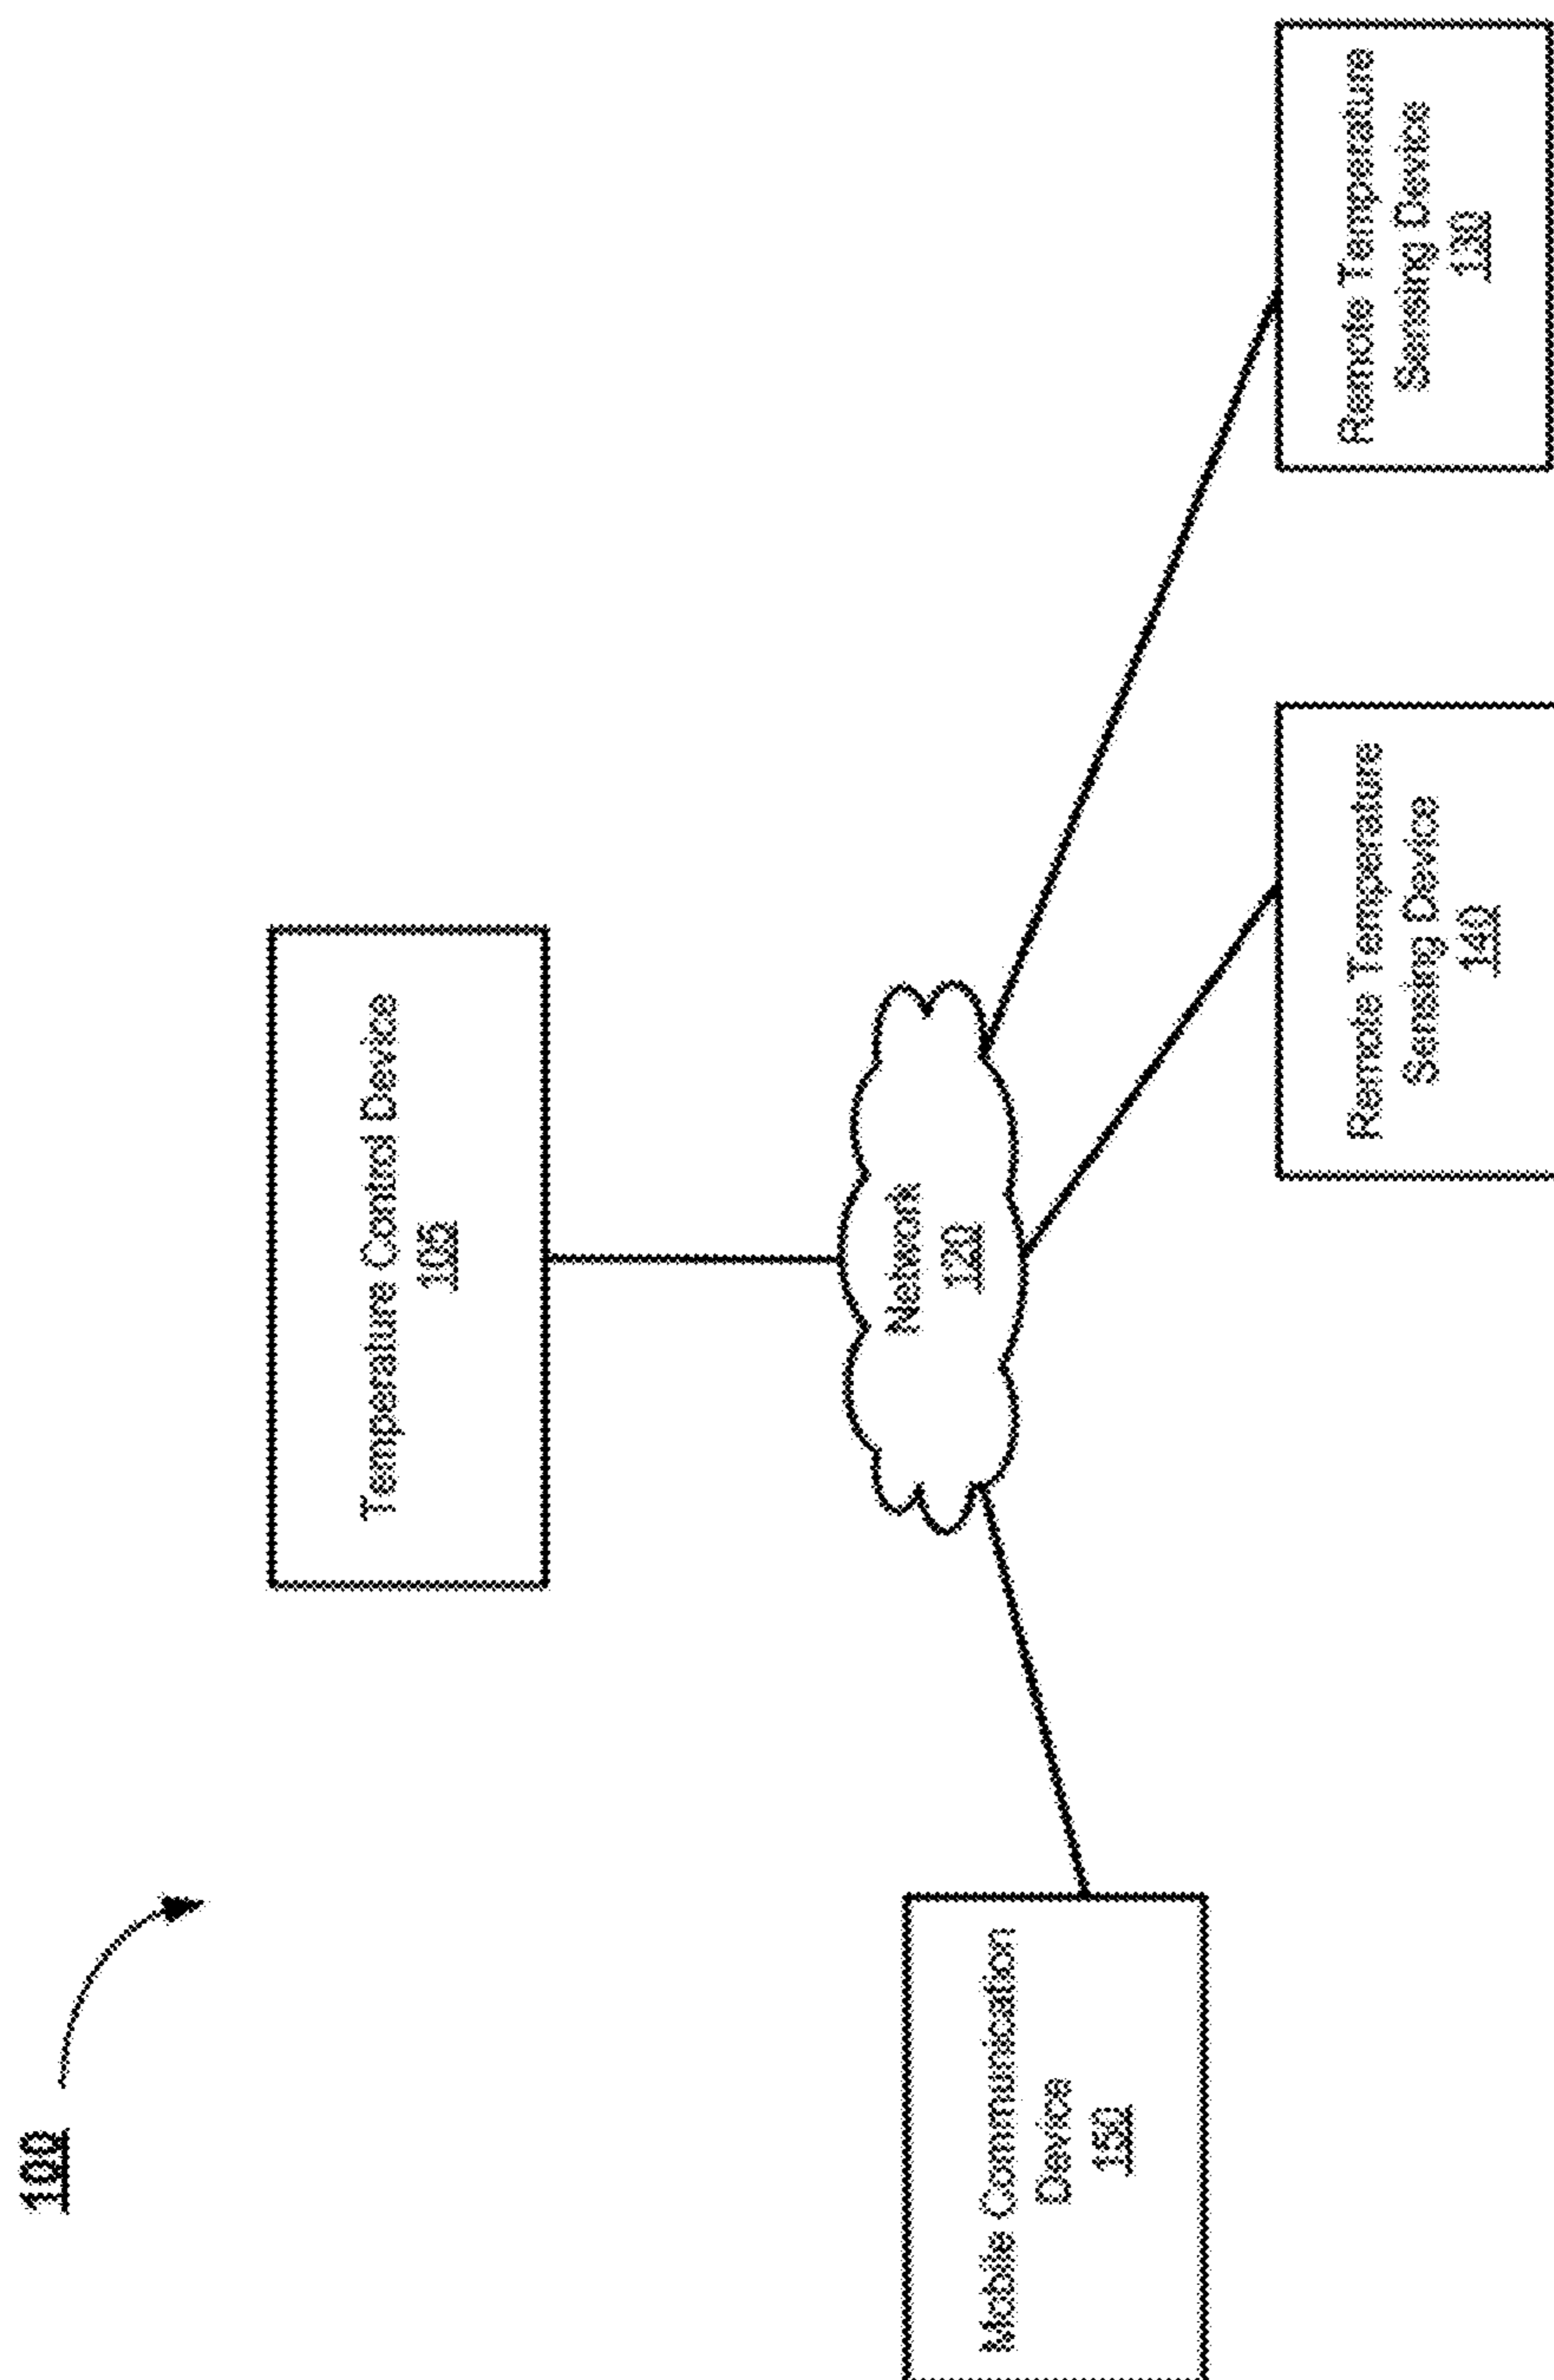 100
Temperature Control Device
105
Network
120
Mobile Communication
Device
150
Remote Temperature
Sensing Device
140
Remote Temperature
Sensing Device
130